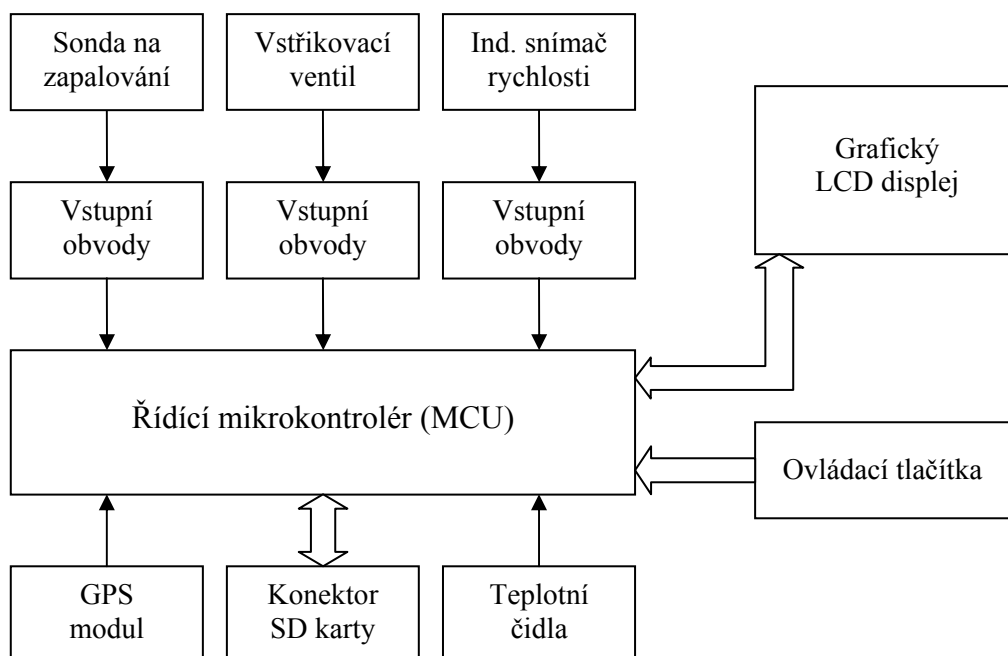 Sonda na
zapalování
Vstřikovací
ventil
Ind. snímač
rychlosti
Grafický
LCD displej
Vstupní
obvody
Vstupní
obvody
Vstupní
obvody
Řídící mikrokontrolér (MCU)
Ovládací tlačítka
GPS
modul
Konektor
SD karty
Teplotní
čidla